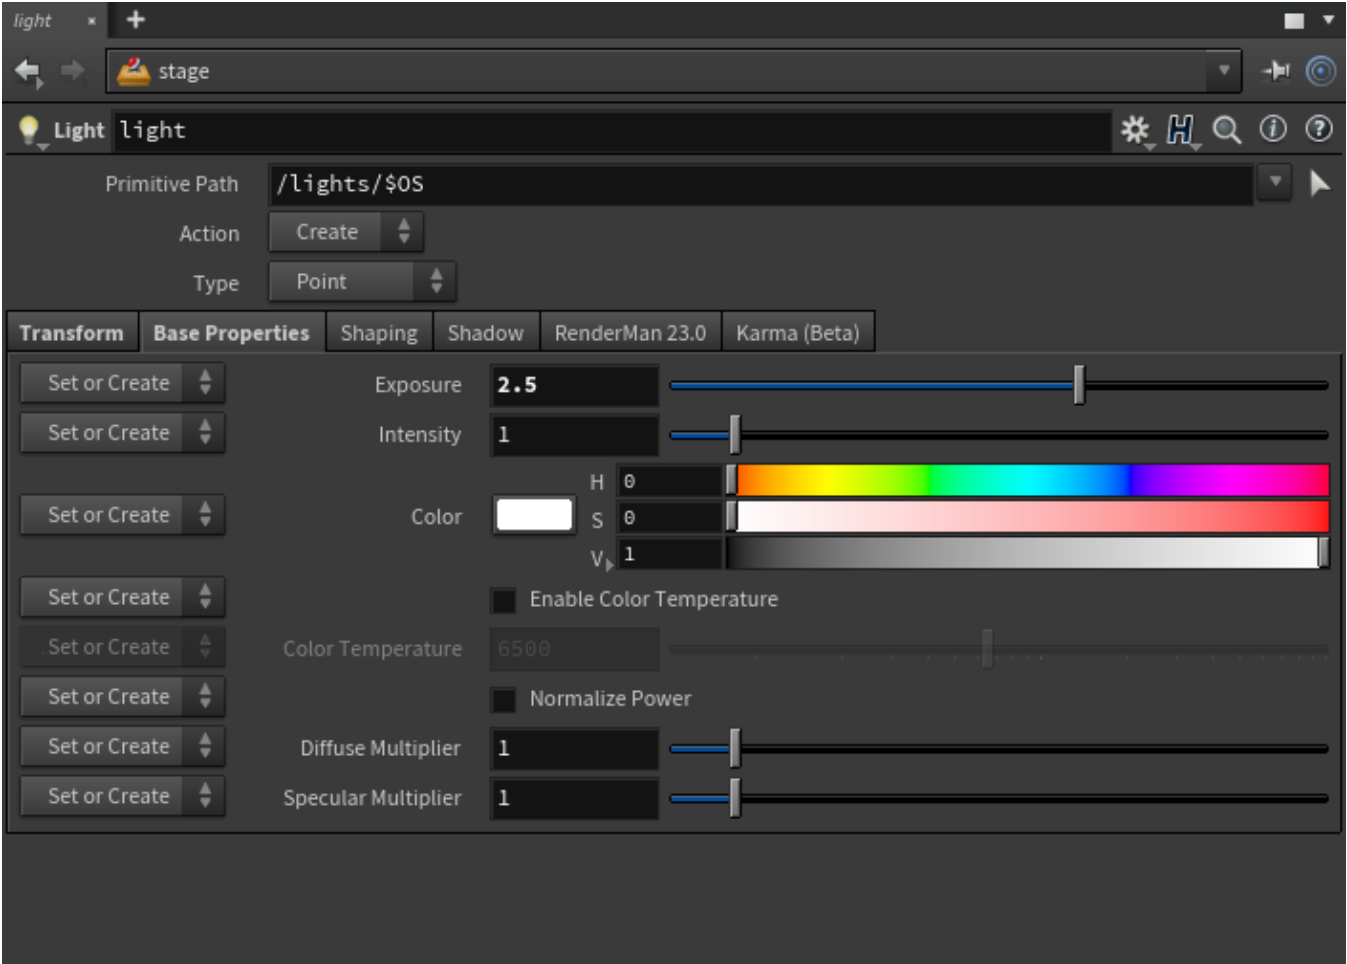 light
stage
Light light
Primitive Path /lights/$OS
Action Create
Type Point
Transform Base Properties Shaping Shadow RenderMan 23.0 Karma (Beta)
Set or Create Exposure 2.5
Set or Create Intensity 1
H 0
Set or Create Color S 0
V 1
Set or Create Enable Color Temperature
Set or Create Color Temperature 6500
Set or Create Normalize Power
Set or Create Diffuse Multiplier 1
Set or Create Specular Multiplier 1